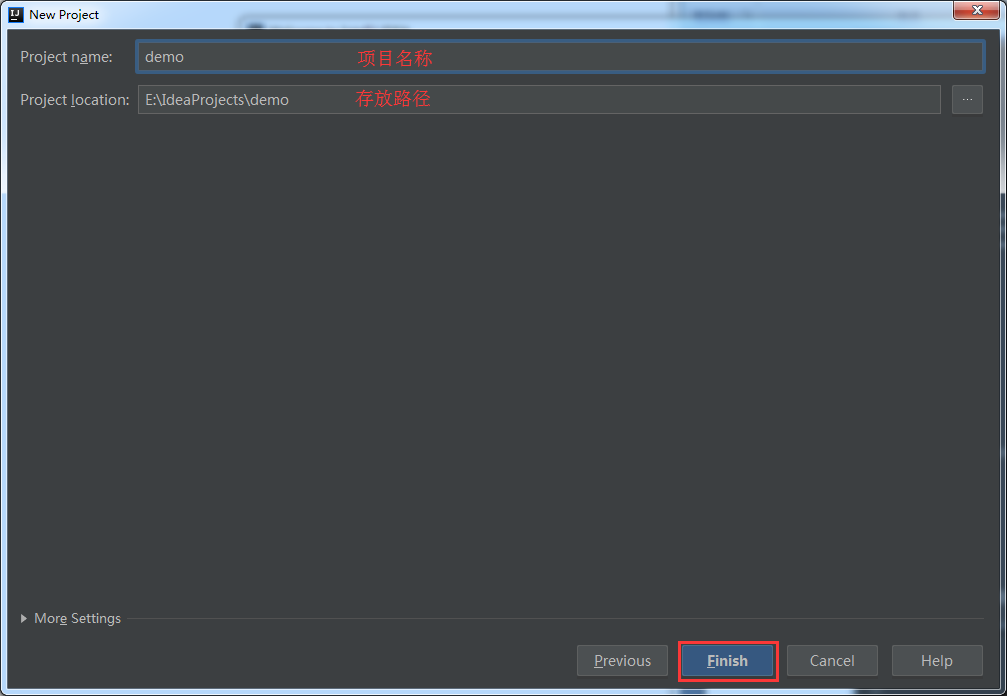 New Project
Project name: demo 项目名称
Project location: E:\IdeaProjects\demo 存放路径 ...
More Settings
Previous Finish Cancel Help